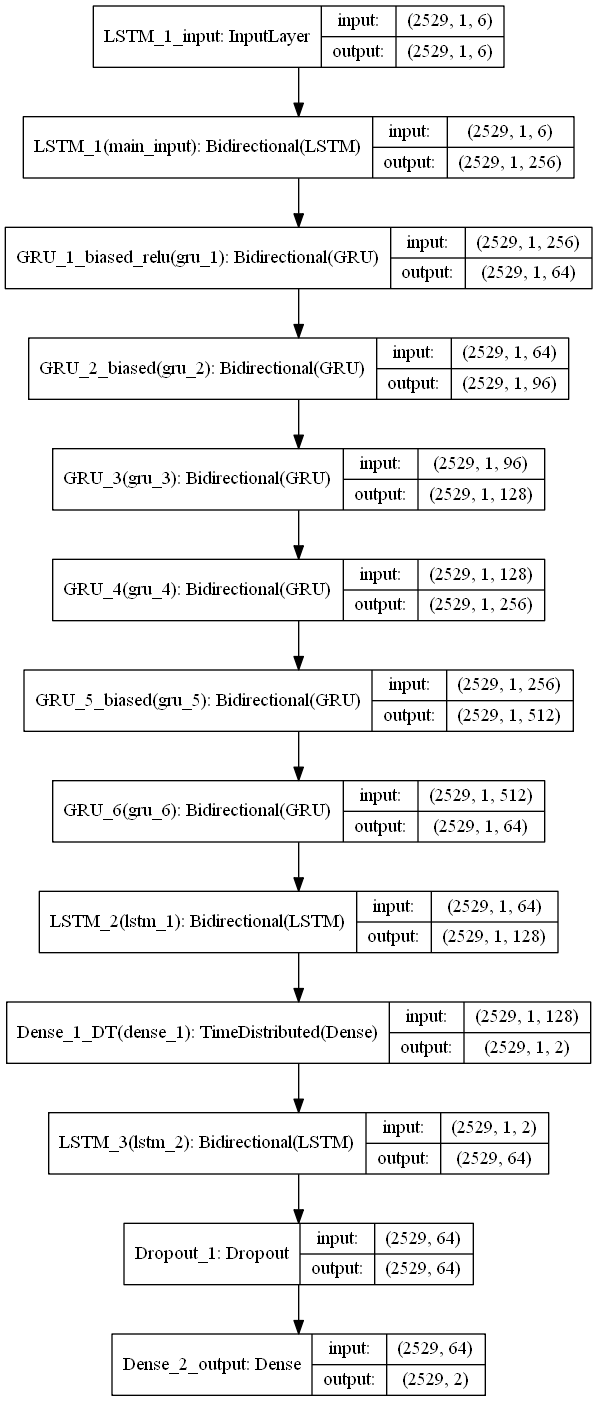 LSTM_1_input: InputLayer
input: (2529, 1, 6)
output: (2529, 1, 6)
LSTM_1(main_input): Bidirectional(LSTM)
input: (2529, 1, 6)
output: (2529, 1, 256)
GRU_1_biased_relu(gru_1): Bidirectional(GRU)
input: (2529, 1, 256)
output: (2529, 1, 64)
GRU_2_biased(gru_2): Bidirectional(GRU)
input: (2529, 1, 64)
output: (2529, 1, 96)
GRU_3(gru_3): Bidirectional(GRU)
input: (2529, 1, 96)
output: (2529, 1, 128)
GRU_4(gru_4): Bidirectional(GRU)
input: (2529, 1, 128)
output: (2529, 1, 256)
GRU_5_biased(gru_5): Bidirectional(GRU)
input: (2529, 1, 256)
output: (2529, 1, 512)
GRU_6(gru_6): Bidirectional(GRU)
input: (2529, 1, 512)
output: (2529, 1, 64)
LSTM_2(lstm_1): Bidirectional(LSTM)
input: (2529, 1, 64)
output: (2529, 1, 128)
Dense_1_DT(dense_1): TimeDistributed(Dense)
input: (2529, 1, 128)
output: (2529, 1, 2)
LSTM_3(lstm_2): Bidirectional(LSTM)
input: (2529, 1, 2)
output: (2529, 64)
Dropout_1: Dropout
input: (2529, 64)
output: (2529, 64)
Dense_2_output: Dense
input: (2529, 64)
output: (2529, 2)